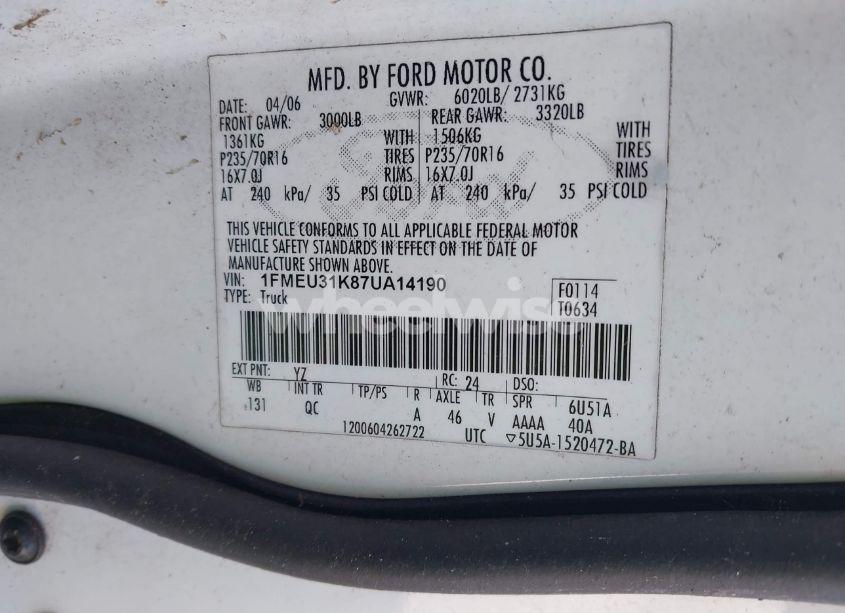 MFD. BY FORD MOTOR CO.
DATE: 04/06 GVWR: 6020LB/ 2731KG
FRONT GAWR: 3000LB REAR GAWR: 3320LB
1361KG WITH 1506KG WITH
P235/70R16 TIRES P235/70R16 TIRES
16X7.0J RIMS 16X7.0J RIMS
AT 240 kPa/ 35 PSI COLD AT 240 kPa/ 35 PSI COLD
THIS VEHICLE CONFORMS TO ALL APPLICABLE FEDERAL MOTOR
VEHICLE SAFETY STANDARDS IN EFFECT ON THE DATE OF
MANUFACTURE SHOWN ABOVE.
VIN: 1FMEU31K87UA14190 F0114
TYPE: Truck T0634
wheelwise
EXT PNT: YZ RC: 24 DSO:
WB INT TR TP/PS R AXLE TR SPR 6U51A
131 QC A 46 V AAAA 40A
1200604262722 UTC ▽5U5A-1520472-BA